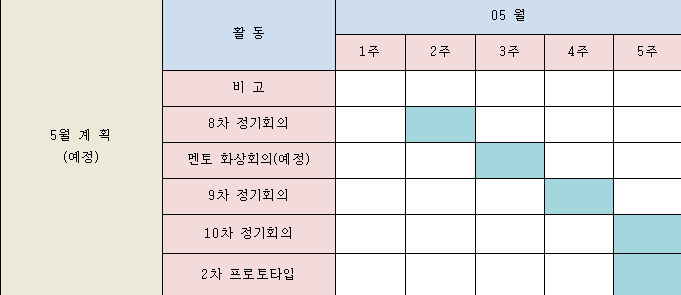 5월 계 획
(예정)
활 동
05 월
1주 2주 3주 4주 5주
비 고
8차 정기회의
멘토 화상회의(예정)
9차 정기회의
10차 정기회의
2차 프로토타입